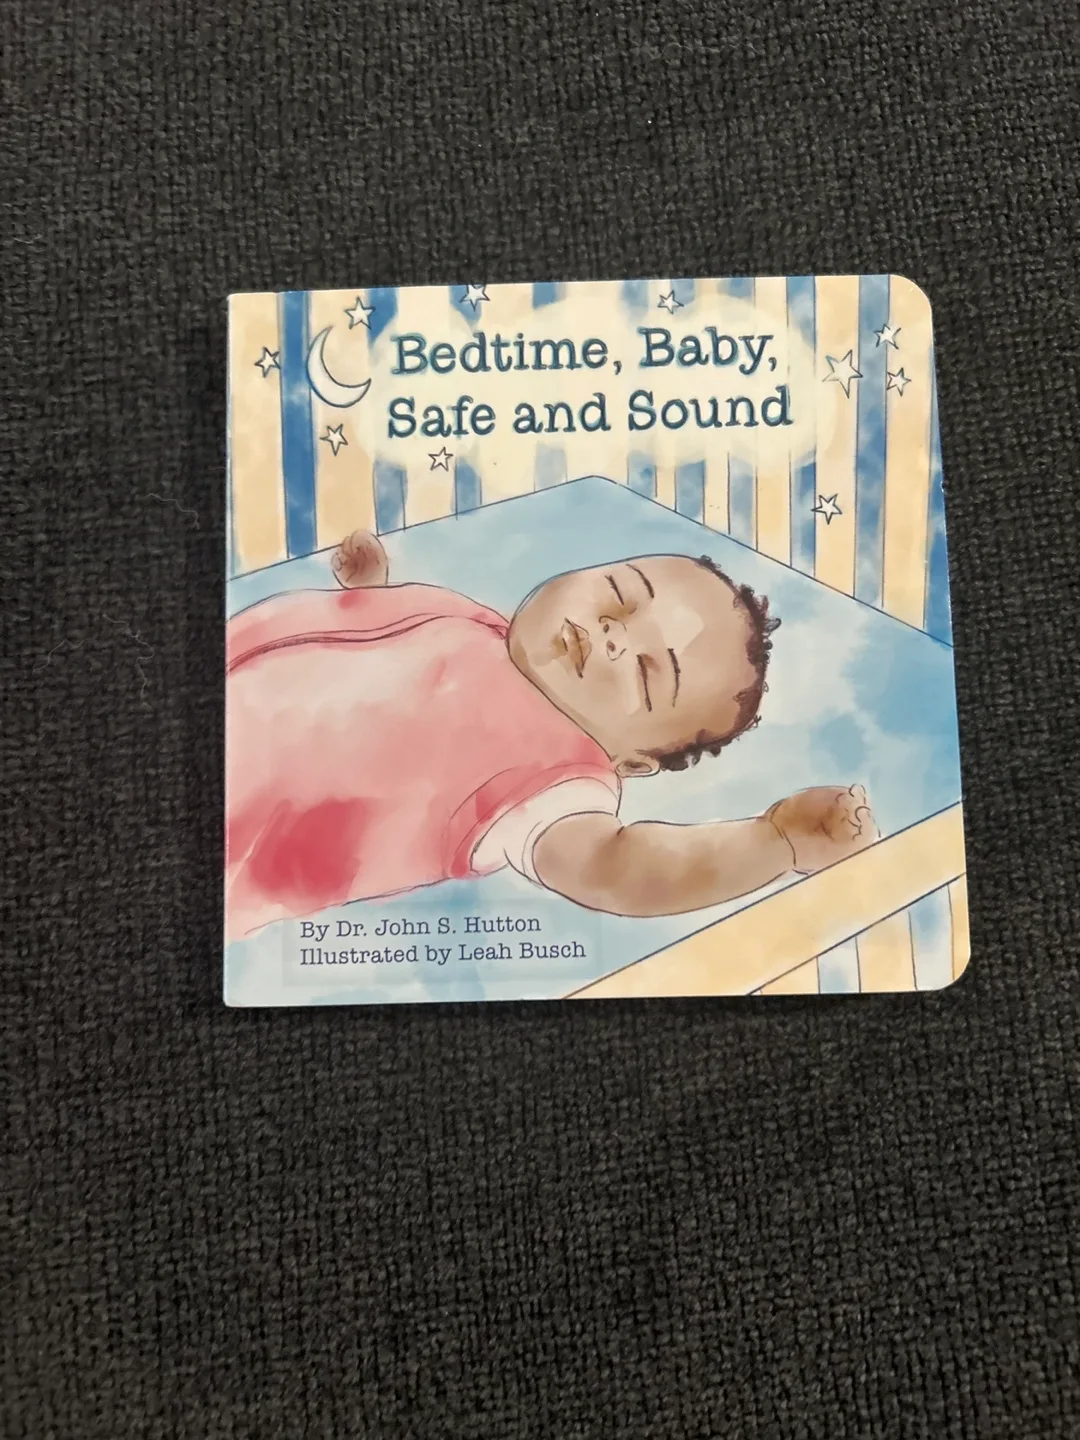 Bedtime, Baby,
Safe and Sound
By Dr. John S. Hutton
Illustrated by Leah Busch